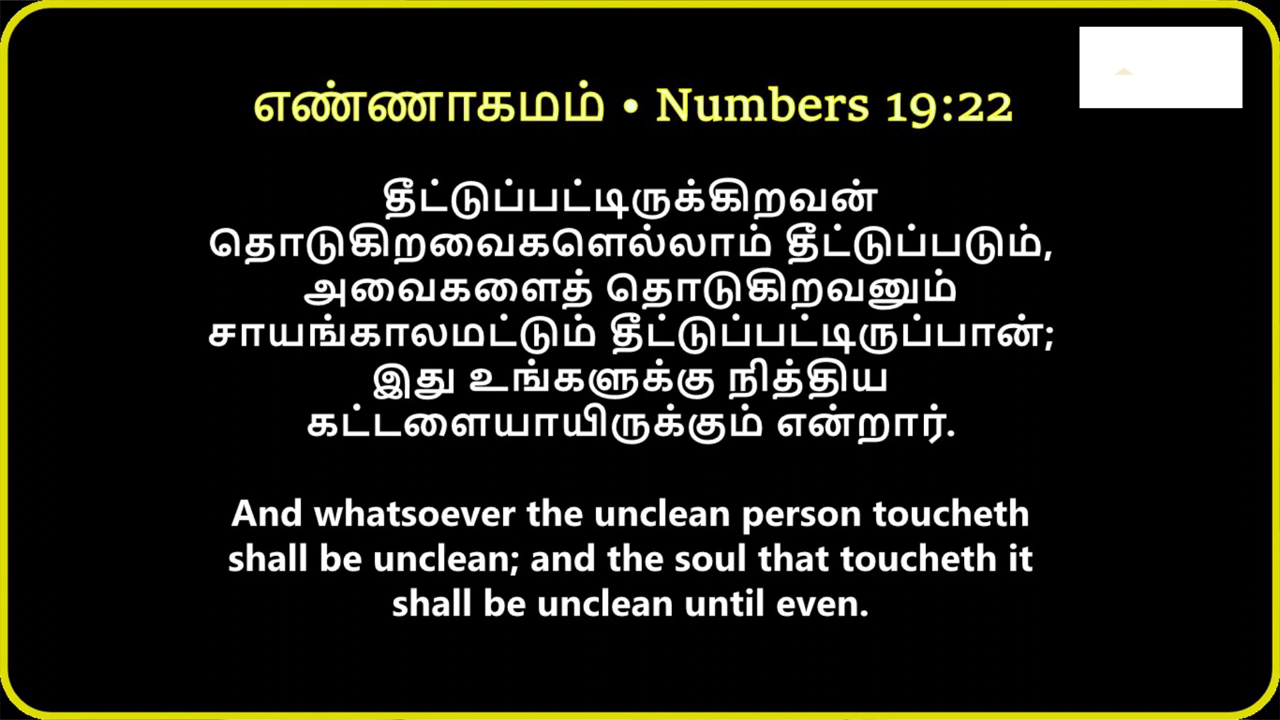 எண்ணாகமம் • Numbers 19:22
தீட்டுப்பட்டிருக்கிறவன்
தொடுகிறவைகளெல்லாம் தீட்டுப்படும்,
அவைகளைத் தொடுகிறவனும்
சாயங்காலமட்டும் தீட்டுப்பட்டிருப்பான்;
இது உங்களுக்கு நித்திய
கட்டளையாயிருக்கும் என்றார்.
And whatsoever the unclean person toucheth
shall be unclean; and the soul that toucheth it
shall be unclean until even.